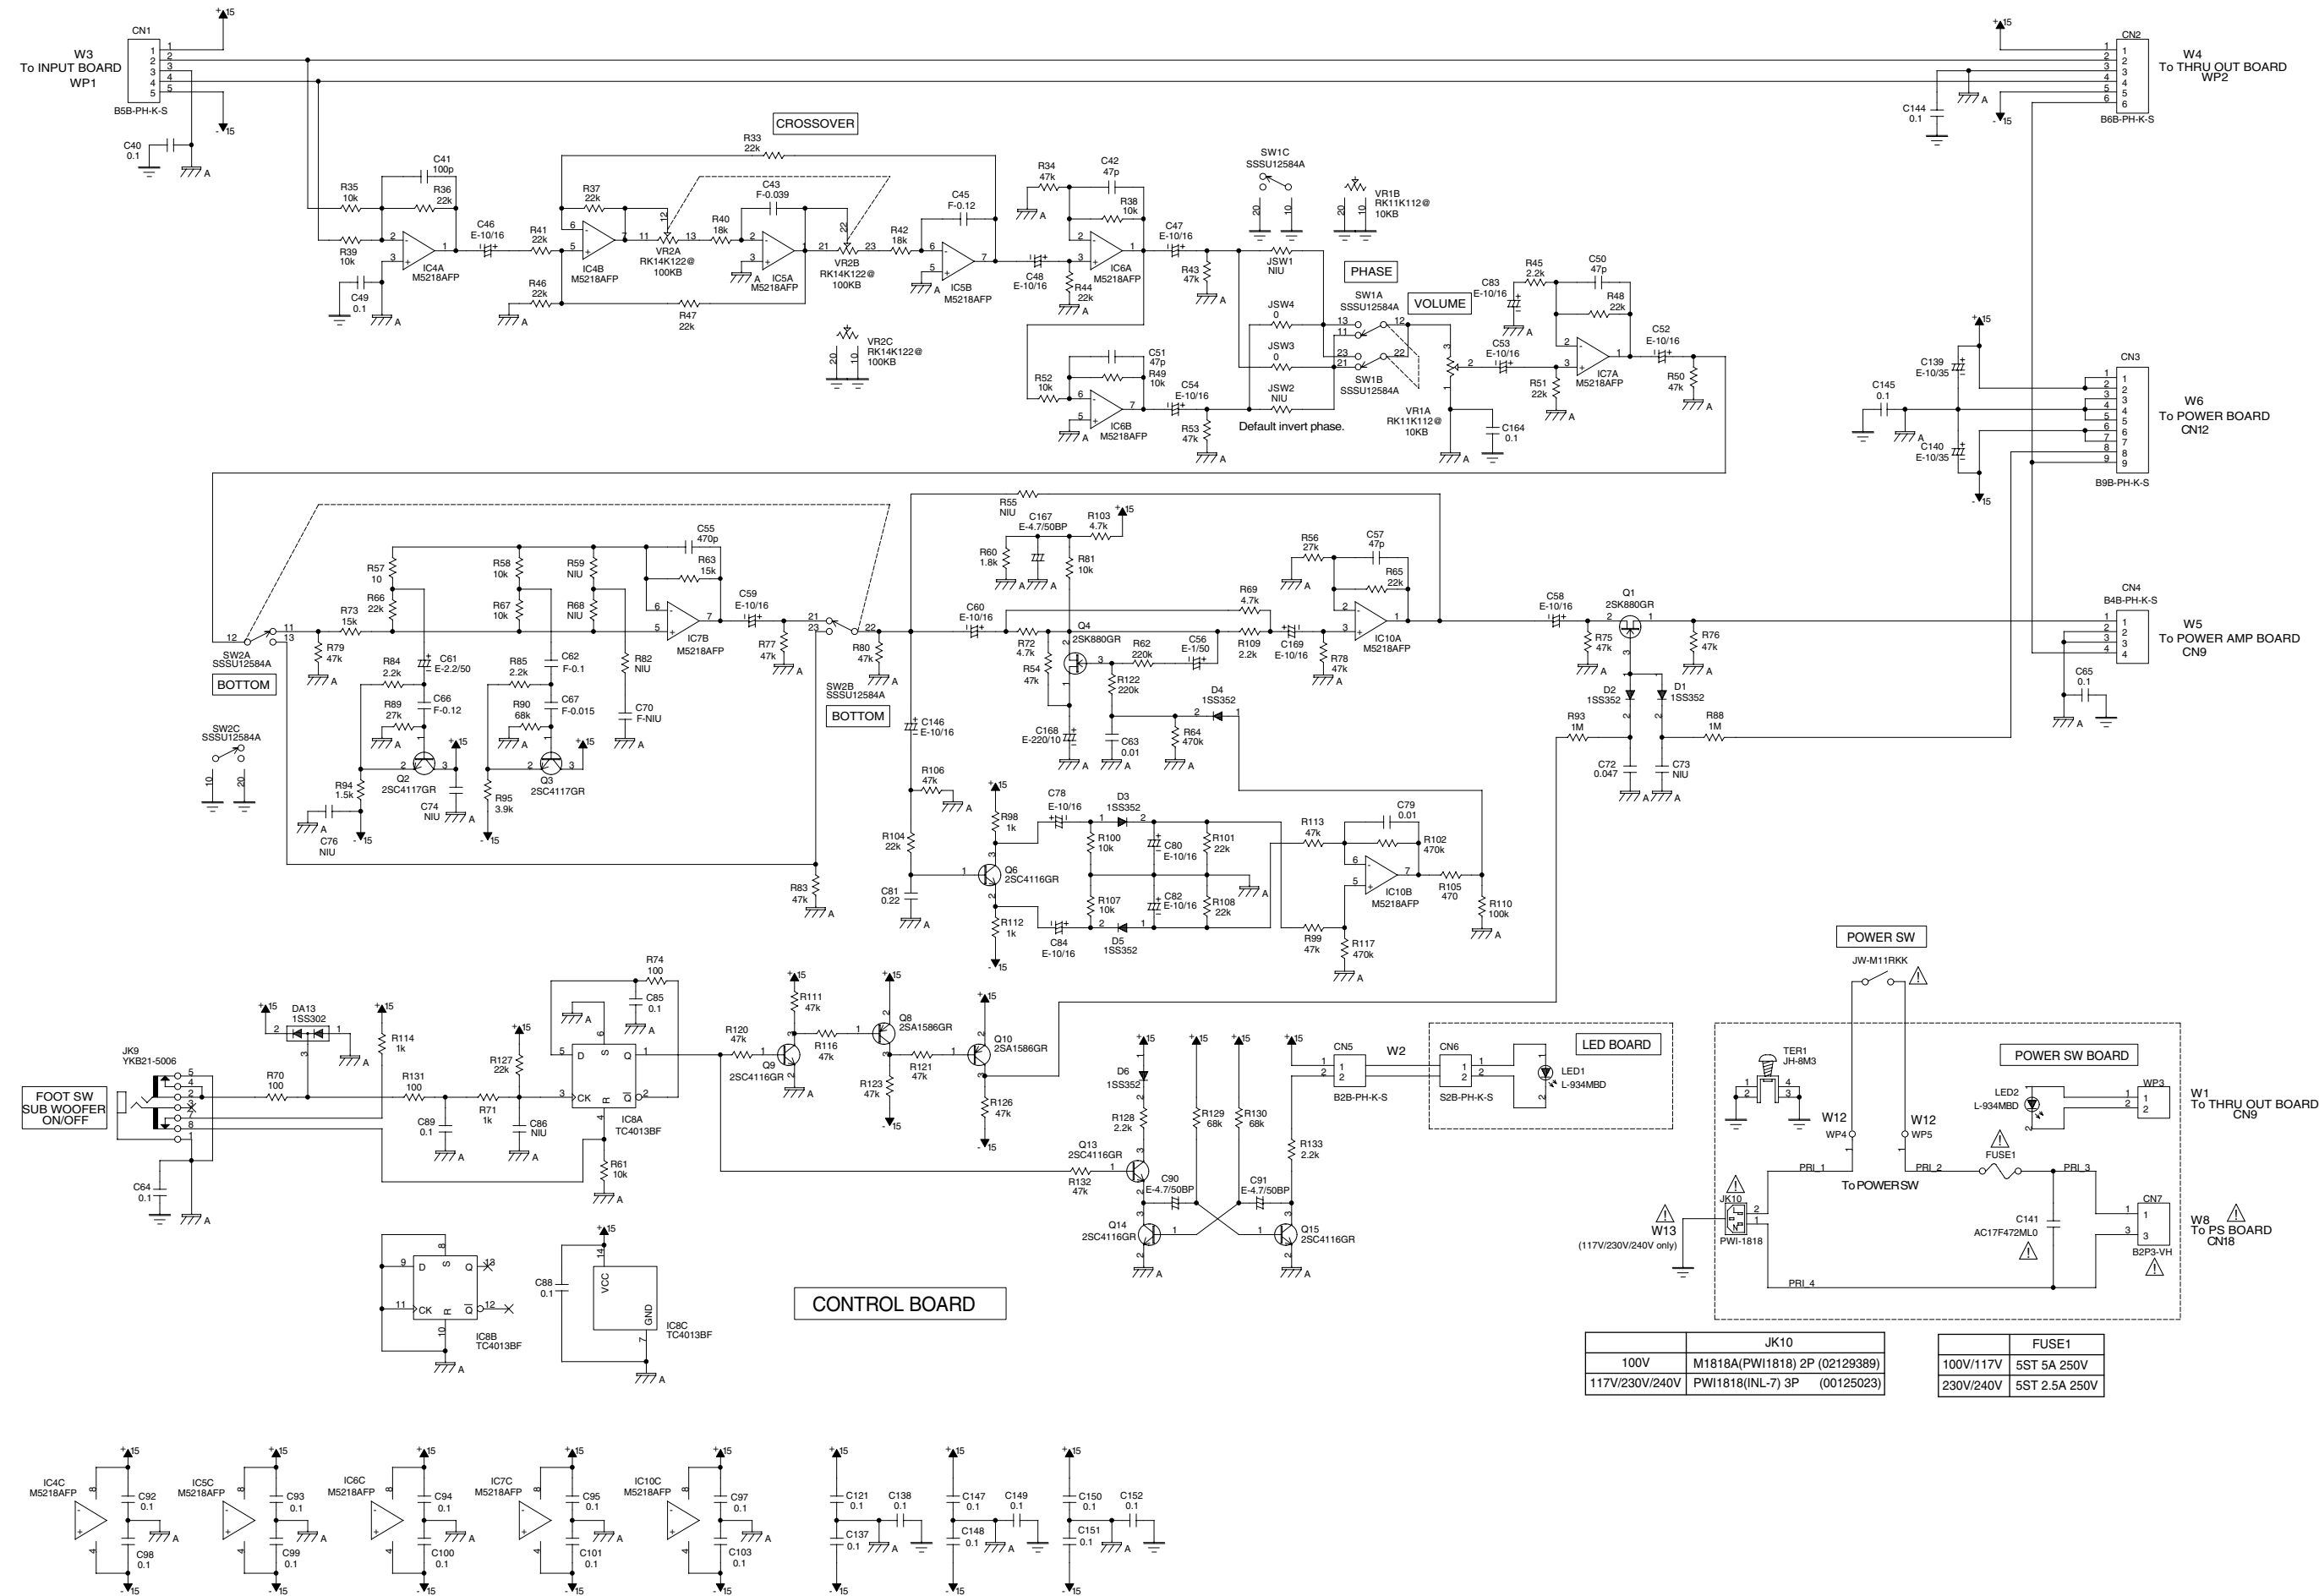 CN1
W3
To INPUT BOARD
WP1
B5B-PH-K-S
+15
-15
C40
0.1
A
CN2
W4
To THRU OUT BOARD
WP2
B6B-PH-K-S
C144
0.1
CROSSOVER
R33
22k
C41
100p
R36
22k
R35
10k
R39
10k
IC4A
M5218AFP
C49
0.1
C46
E-10/16
R41
22k
R46
22k
R37
22k
IC4B
M5218AFP
VR2A
RK14K122@
100KB
R40
18k
C43
F-0.039
IC5A
M5218AFP
R47
22k
VR2B
RK14K122@
100KB
R42
18k
C45
F-0.12
IC5B
M5218AFP
VR2C
RK14K122@
100KB
R34
47k
C42
47p
R38
10k
IC6A
M5218AFP
C48
E-10/16
R44
22k
C47
E-10/16
R43
47k
SW1C
SSSU12584A
VR1B
RK11K112@
10KB
JSW1
NIU
JSW4
0
JSW3
0
JSW2
NIU
PHASE
SW1A
SSSU12584A
SW1B
SSSU12584A
VOLUME
R52
10k
C51
47p
R49
10k
IC6B
M5218AFP
C54
E-10/16
R53
47k
Default invert phase.
VR1A
RK11K112@
10KB
C164
0.1
C83
E-10/16
R45
2.2k
C50
47p
R48
22k
C53
E-10/16
R51
22k
IC7A
M5218AFP
C52
E-10/16
R50
47k
C139
E-10/35
C145
0.1
C140
E-10/35
CN3
W6
To POWER BOARD
CN12
B9B-PH-K-S
SW2A
SSSU12584A
BOTTOM
SW2C
SSSU12584A
R79
47k
R73
15k
R57
10
R66
22k
R84
2.2k
C61
E-2.2/50
C66
F-0.12
R89
27k
Q2
2SC4117GR
R94
1.5k
C76
NIU
C74
NIU
R58
10k
R67
10k
R85
2.2k
C62
F-0.1
C67
F-0.015
R90
68k
Q3
2SC4117GR
R95
3.9k
R59
NIU
R68
NIU
R82
NIU
C70
F-NIU
C55
470p
R63
15k
IC7B
M5218AFP
C59
E-10/16
R77
47k
SW2B
SSSU12584A
BOTTOM
R80
47k
R83
47k
R55
NIU
C167
E-4.7/50BP
R103
4.7k
R60
1.8k
R81
10k
C60
E-10/16
R72
4.7k
R54
47k
Q4
2SK880GR
R62
220k
C56
E-1/50
R122
220k
R69
4.7k
R109
2.2k
C169
E-10/16
R78
47k
R56
27k
C57
47p
R65
22k
IC10A
M5218AFP
D4
1SS352
R64
470k
C63
0.01
C168
E-220/10
C146
E-10/16
R106
47k
R104
22k
C81
0.22
Q6
2SC4116GR
R98
1k
R112
1k
C78
E-10/16
D3
1SS352
R100
10k
C80
E-10/16
R101
22k
R107
10k
C82
E-10/16
R108
22k
C84
E-10/16
D5
1SS352
R113
47k
R99
47k
R117
470k
C79
0.01
R102
470k
IC10B
M5218AFP
R105
470
R110
100k
C58
E-10/16
Q1
2SK880GR
R75
47k
R76
47k
D2
1SS352
D1
1SS352
R93
1M
R88
1M
C72
0.047
C73
NIU
CN4
B4B-PH-K-S
W5
To POWER AMP BOARD
CN9
C65
0.1
FOOT SW
SUB WOOFER
ON/OFF
JK9
YKB21-5006
C64
0.1
DA13
1SS302
R70
100
R114
1k
R131
100
C89
0.1
R71
1k
R127
22k
C86
NIU
R74
100
C85
0.1
D
S
Q
CK
R
Q
IC8A
TC4013BF
R61
10k
R120
47k
R111
47k
Q9
2SC4116GR
R116
47k
Q8
2SA1586GR
R123
47k
R121
47k
Q10
2SA1586GR
R126
47k
D6
1SS352
R128
2.2k
Q13
2SC4116GR
R132
47k
R129
68k
R130
68k
C90
E-4.7/50BP
C91
E-4.7/50BP
R133
2.2k
Q14
2SC4116GR
Q15
2SC4116GR
CN5
W2
CN6
B2B-PH-K-S
S2B-PH-K-S
LED BOARD
LED1
L-934MBD
POWER SW
JW-M11RKK
POWER SW BOARD
TER1
JH-8M3
LED2
L-934MBD
WP3
W1
To THRU OUT BOARD
CN9
W12
WP4
W12
WP5
FUSE1
PRI_1
PRI_2
PRI_3
To POWER SW
JK10
PWI-1818
W13
(117V/230V/240V only)
C141
AC17F472ML0
CN7
B2P3-VH
W8
To PS BOARD
CN18
PRI_4
IC8B
TC4013BF
C88
0.1
VCC
GND
IC8C
TC4013BF
CONTROL BOARD
JK10
100V M1818A(PWI1818) 2P (02129389)
117V/230V/240V PWI1818(INL-7) 3P (00125023)
FUSE1
100V/117V 5ST 5A 250V
230V/240V 5ST 2.5A 250V
IC4C
M5218AFP
C92
0.1
C98
0.1
IC5C
M5218AFP
C93
0.1
C99
0.1
IC6C
M5218AFP
C94
0.1
C100
0.1
IC7C
M5218AFP
C95
0.1
C101
0.1
IC10C
M5218AFP
C97
0.1
C103
0.1
C121
0.1
C138
0.1
C137
0.1
C147
0.1
C149
0.1
C148
0.1
C150
0.1
C152
0.1
C151
0.1